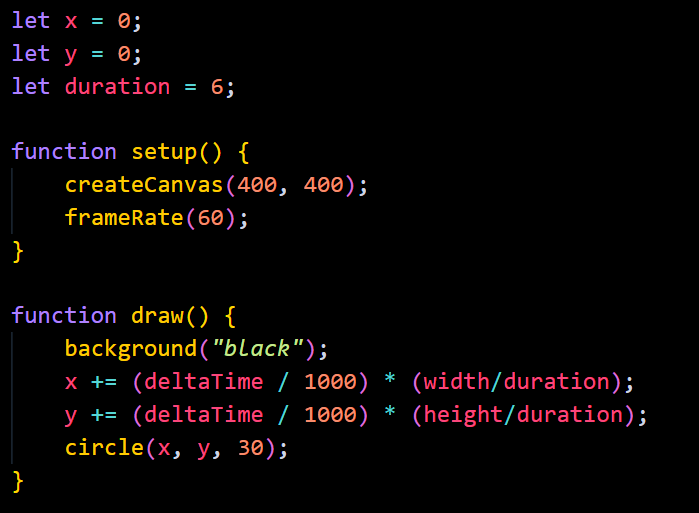 let x = 0;
let y = 0;
let duration = 6;
function setup() {
createCanvas(400, 400);
frameRate(60);
}
function draw() {
background("black");
x += (deltaTime / 1000) * (width/duration);
y += (deltaTime / 1000) * (height/duration);
circle(x, y, 30);
}